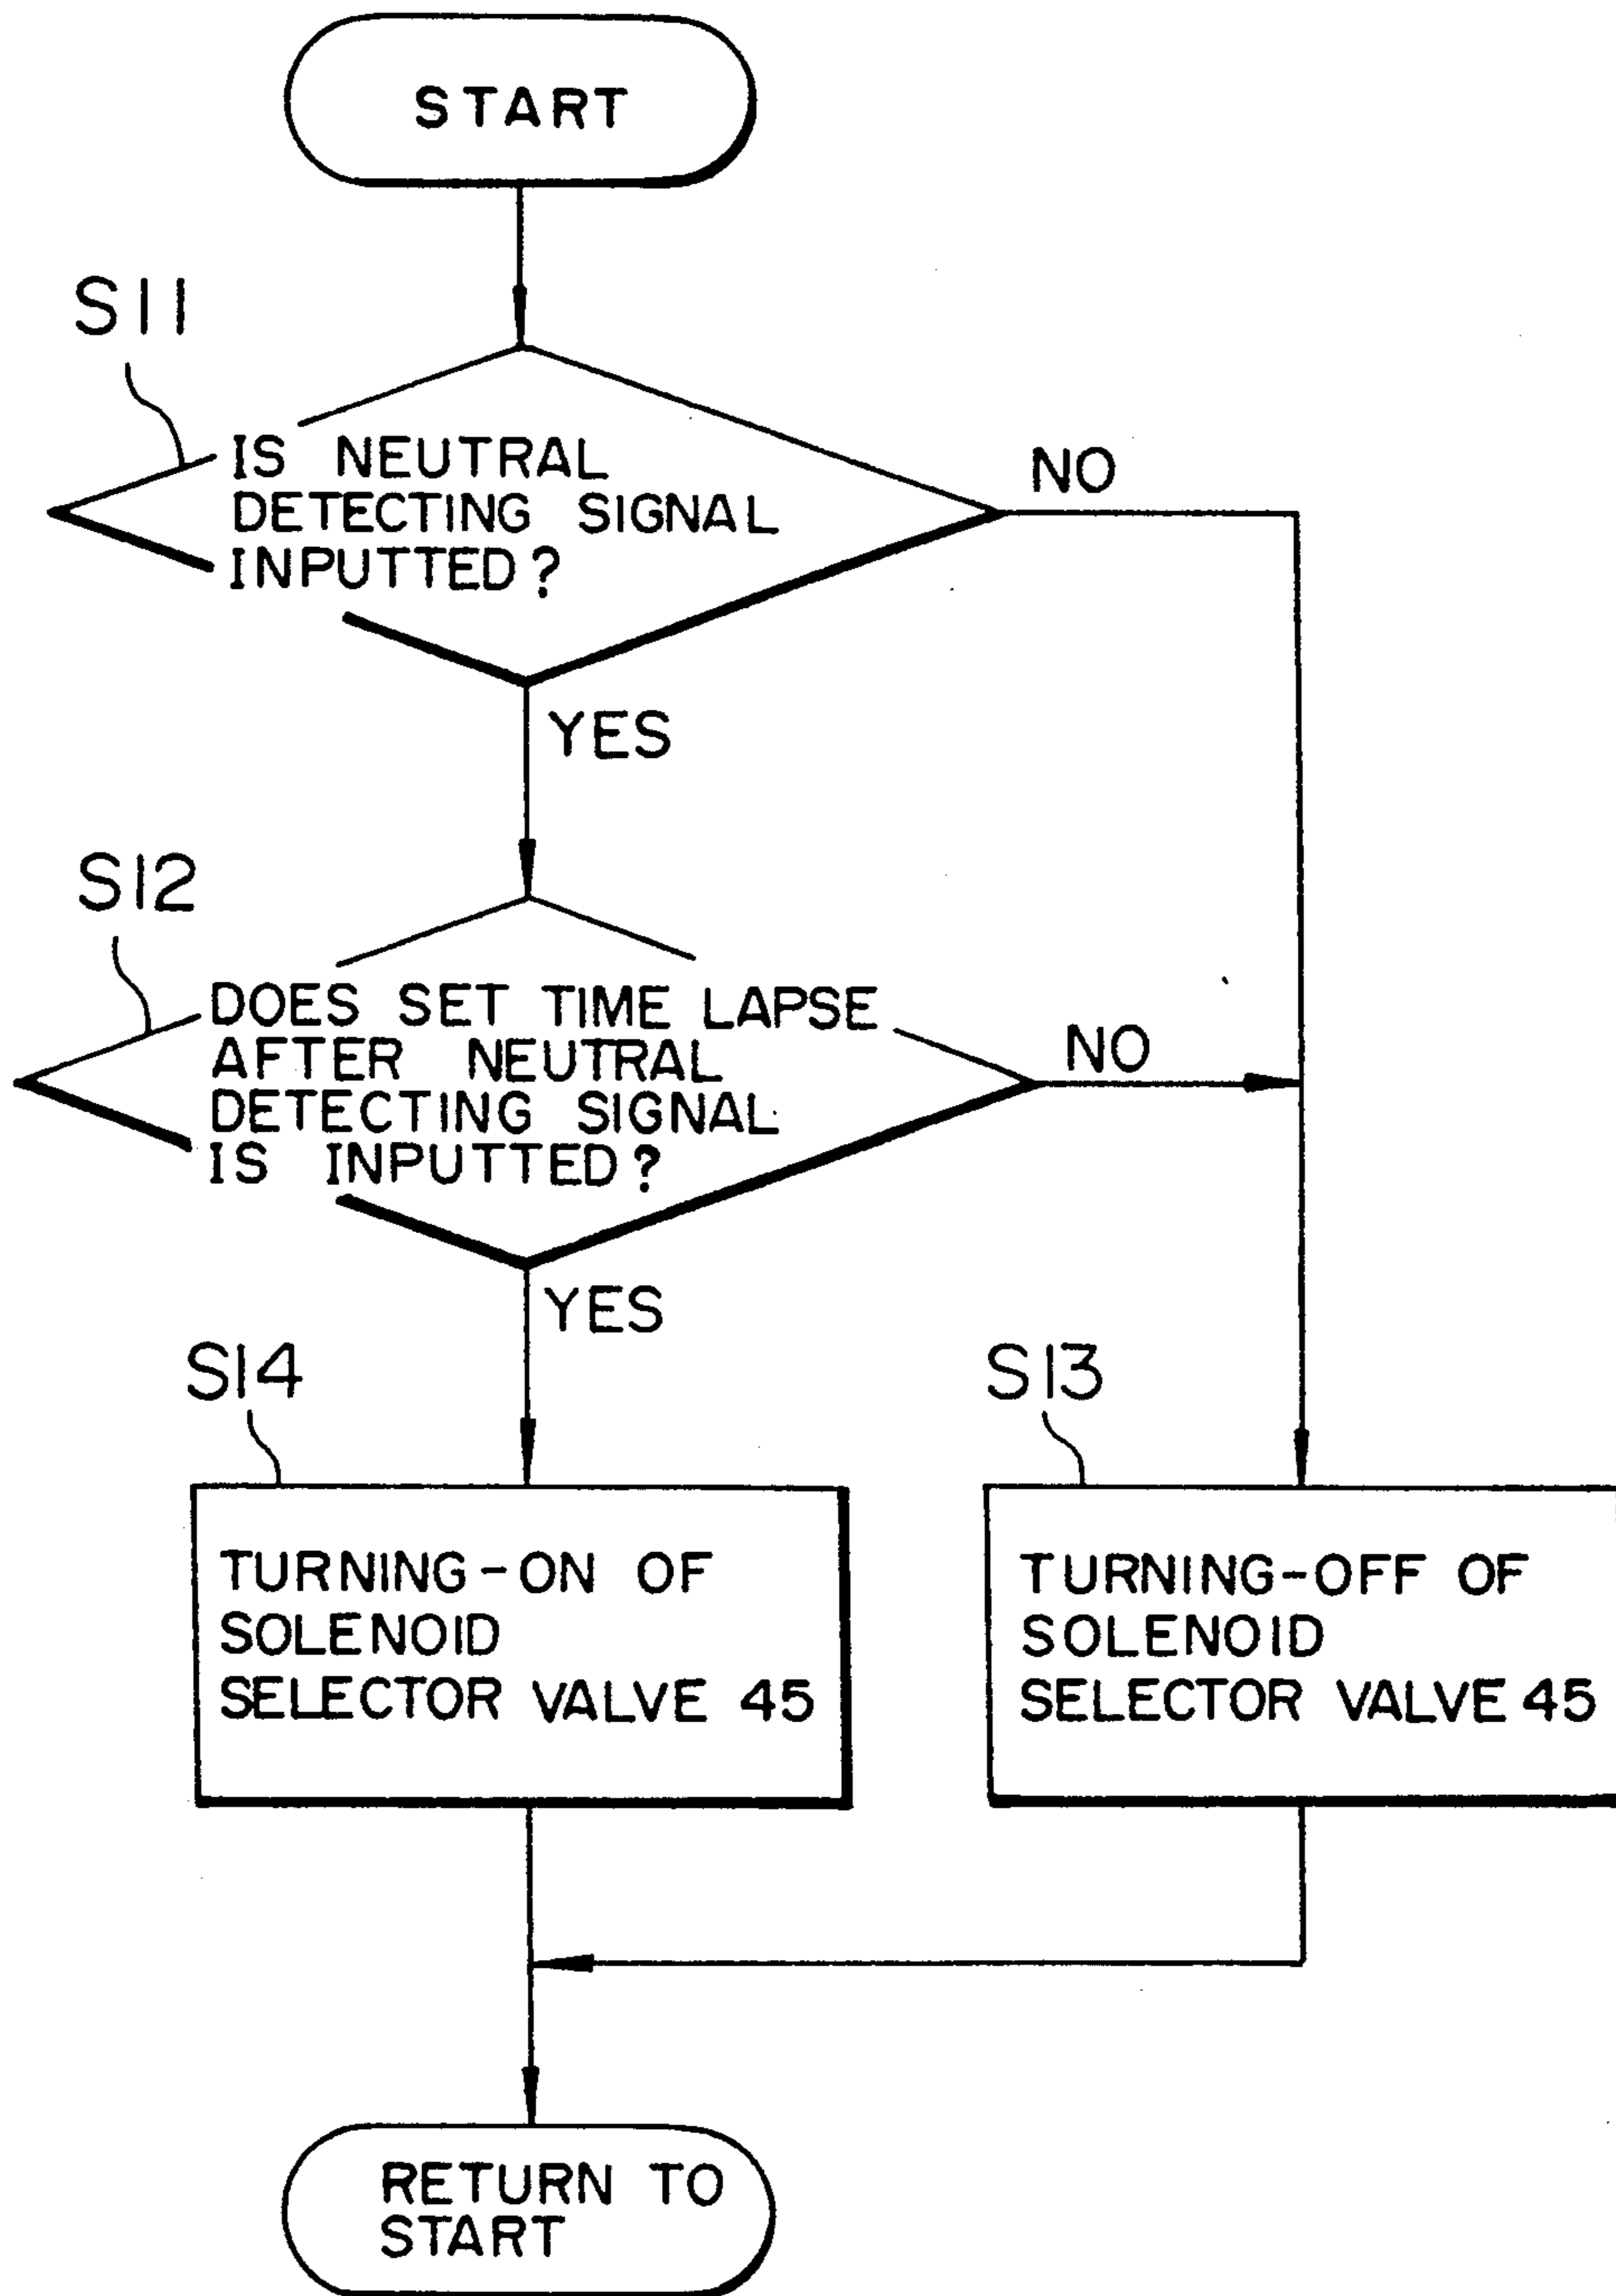 START
S11
IS NEUTRAL
DETECTING SIGNAL
INPUTTED?
NO
YES
S12
DOES SET TIME LAPSE
AFTER NEUTRAL
DETECTING SIGNAL
IS INPUTTED?
NO
YES
S14
TURNING-ON OF
SOLENOID
SELECTOR VALVE 45
S13
TURNING-OFF OF
SOLENOID
SELECTOR VALVE 45
RETURN TO
START